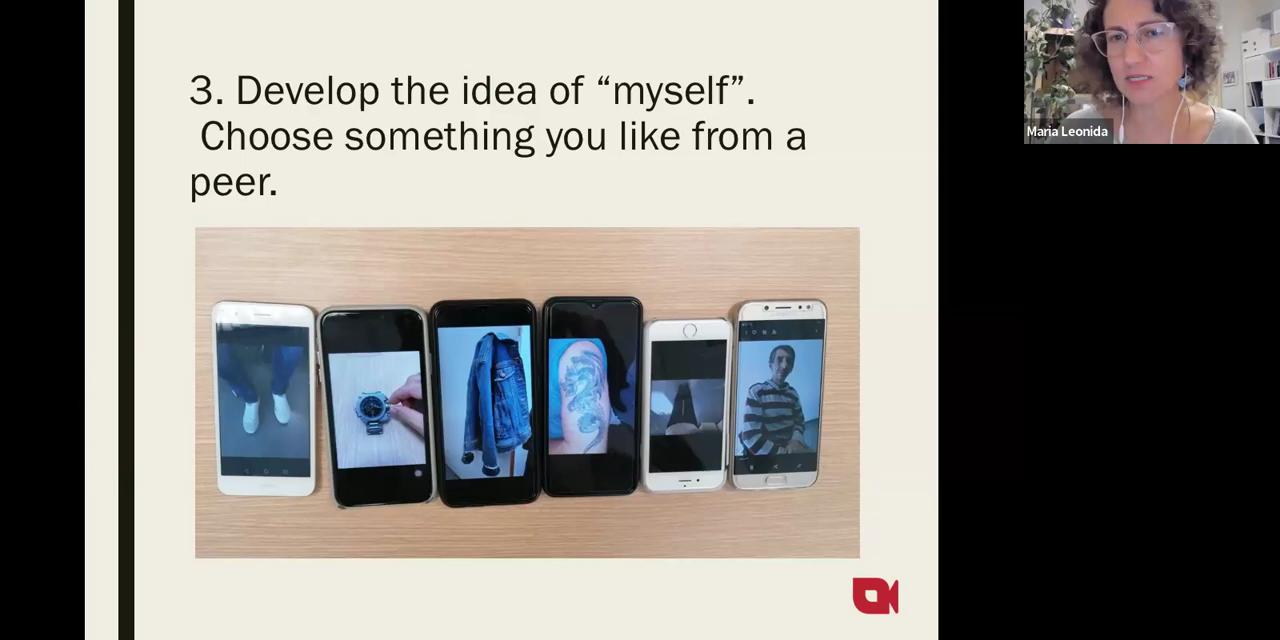 3. Develop the idea of “myself”.
Choose something you like from a
peer.
Maria Leonida